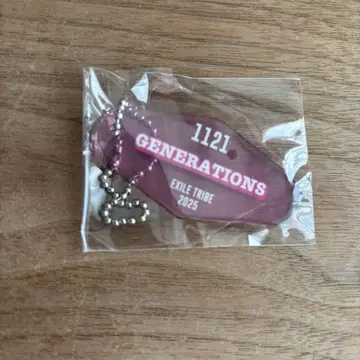 1121
GENERATIONS
EXILE TRIBE
2025